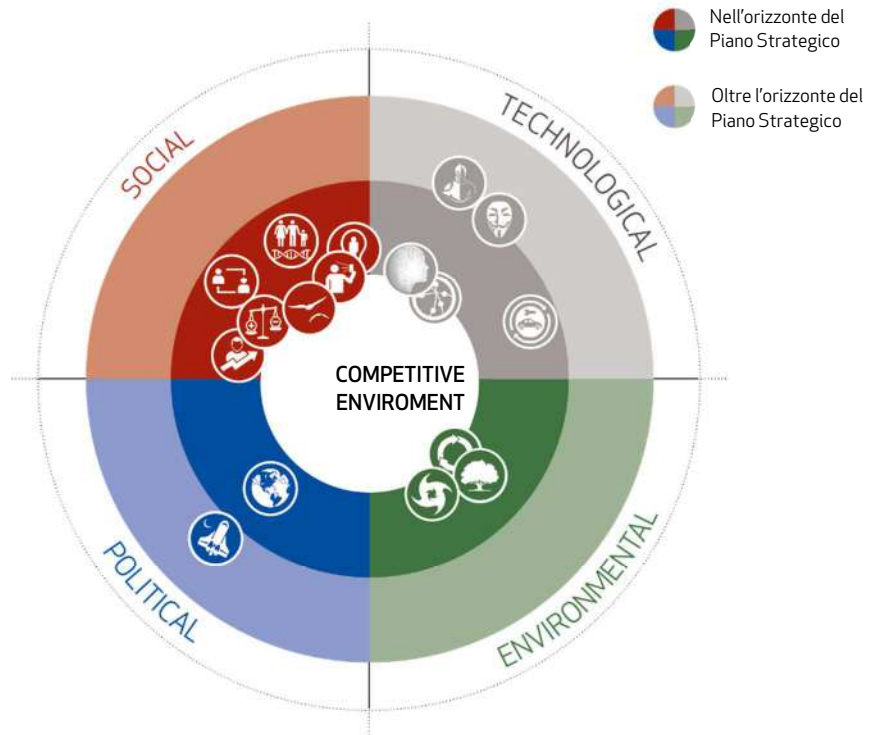 Nell'orizzonte del
Piano Strategico
Oltre l'orizzonte del
Piano Strategico
SOCIAL
TECHNOLOGICAL
COMPETITIVE
ENVIROMENT
POLITICAL
ENVIRONMENTAL